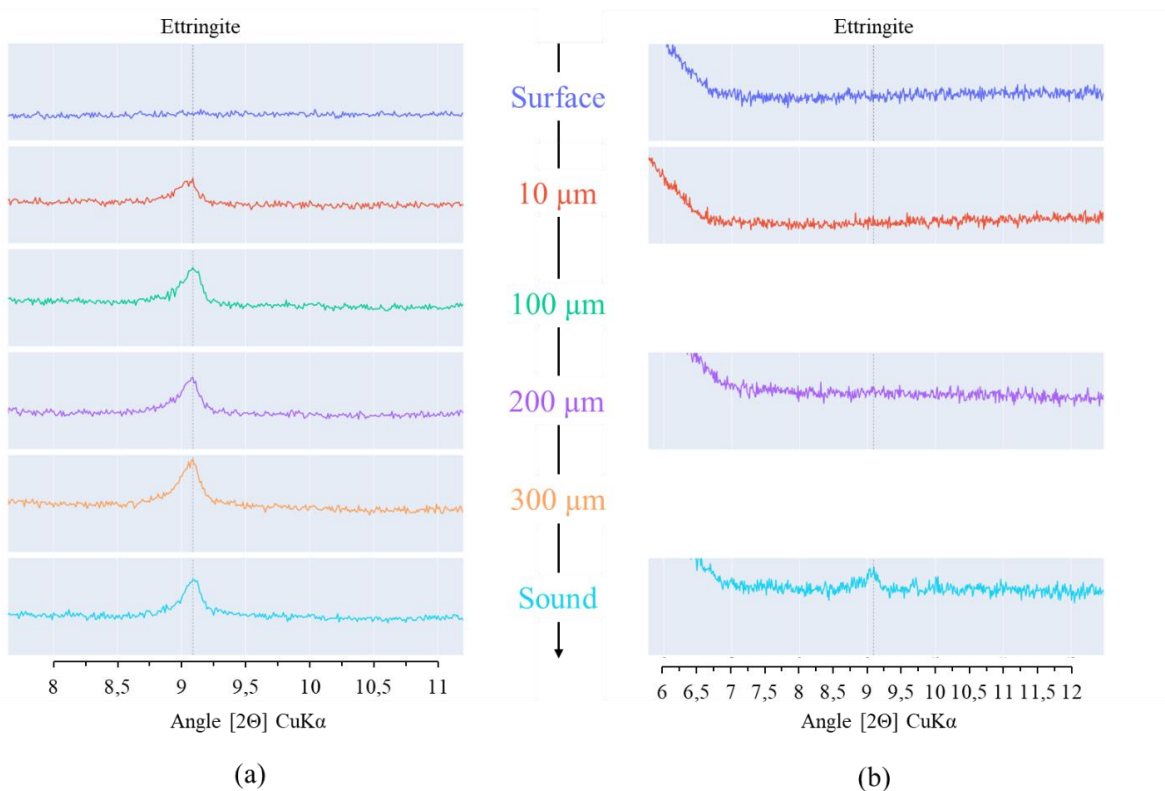 Ettringite
Ettringite
Surface
10 µm
100 µm
200 µm
300 µm
Sound
8 8,5 9 9,5 10 10,5 11
6 6,5 7 7,5 8 8,5 9 9,5 10 10,5 11 11,5 12
Angle [2Θ] CuKα
Angle [2Θ] CuKα
(a)
(b)